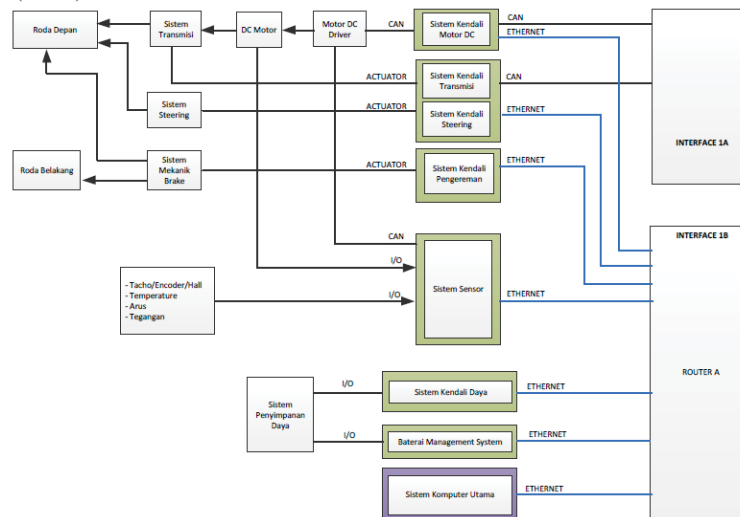 Roda Depan
Sistem
Transmisi
DC Motor
Motor DC
Driver
CAN
Sistem Kendali
Motor DC
CAN
ETHERNET
ACTUATOR
Sistem Kendali
Transmisi
CAN
Sistem
Steering
ACTUATOR
Sistem Kendali
Steering
ETHERNET
INTERFACE 1A
Roda Belakang
Sistem
Mekanik
Brake
ACTUATOR
Sistem Kendali
Pengereman
ETHERNET
INTERFACE 1B
CAN
I/O
- Tacho/Encoder/Hall
- Temperature
- Arus
- Tegangan
I/O
Sistem Sensor
ETHERNET
ROUTER A
Sistem
Penyimpanan
Daya
I/O
Sistem Kendali Daya
ETHERNET
I/O
Baterai Management System
ETHERNET
Sistem Komputer Utama
ETHERNET